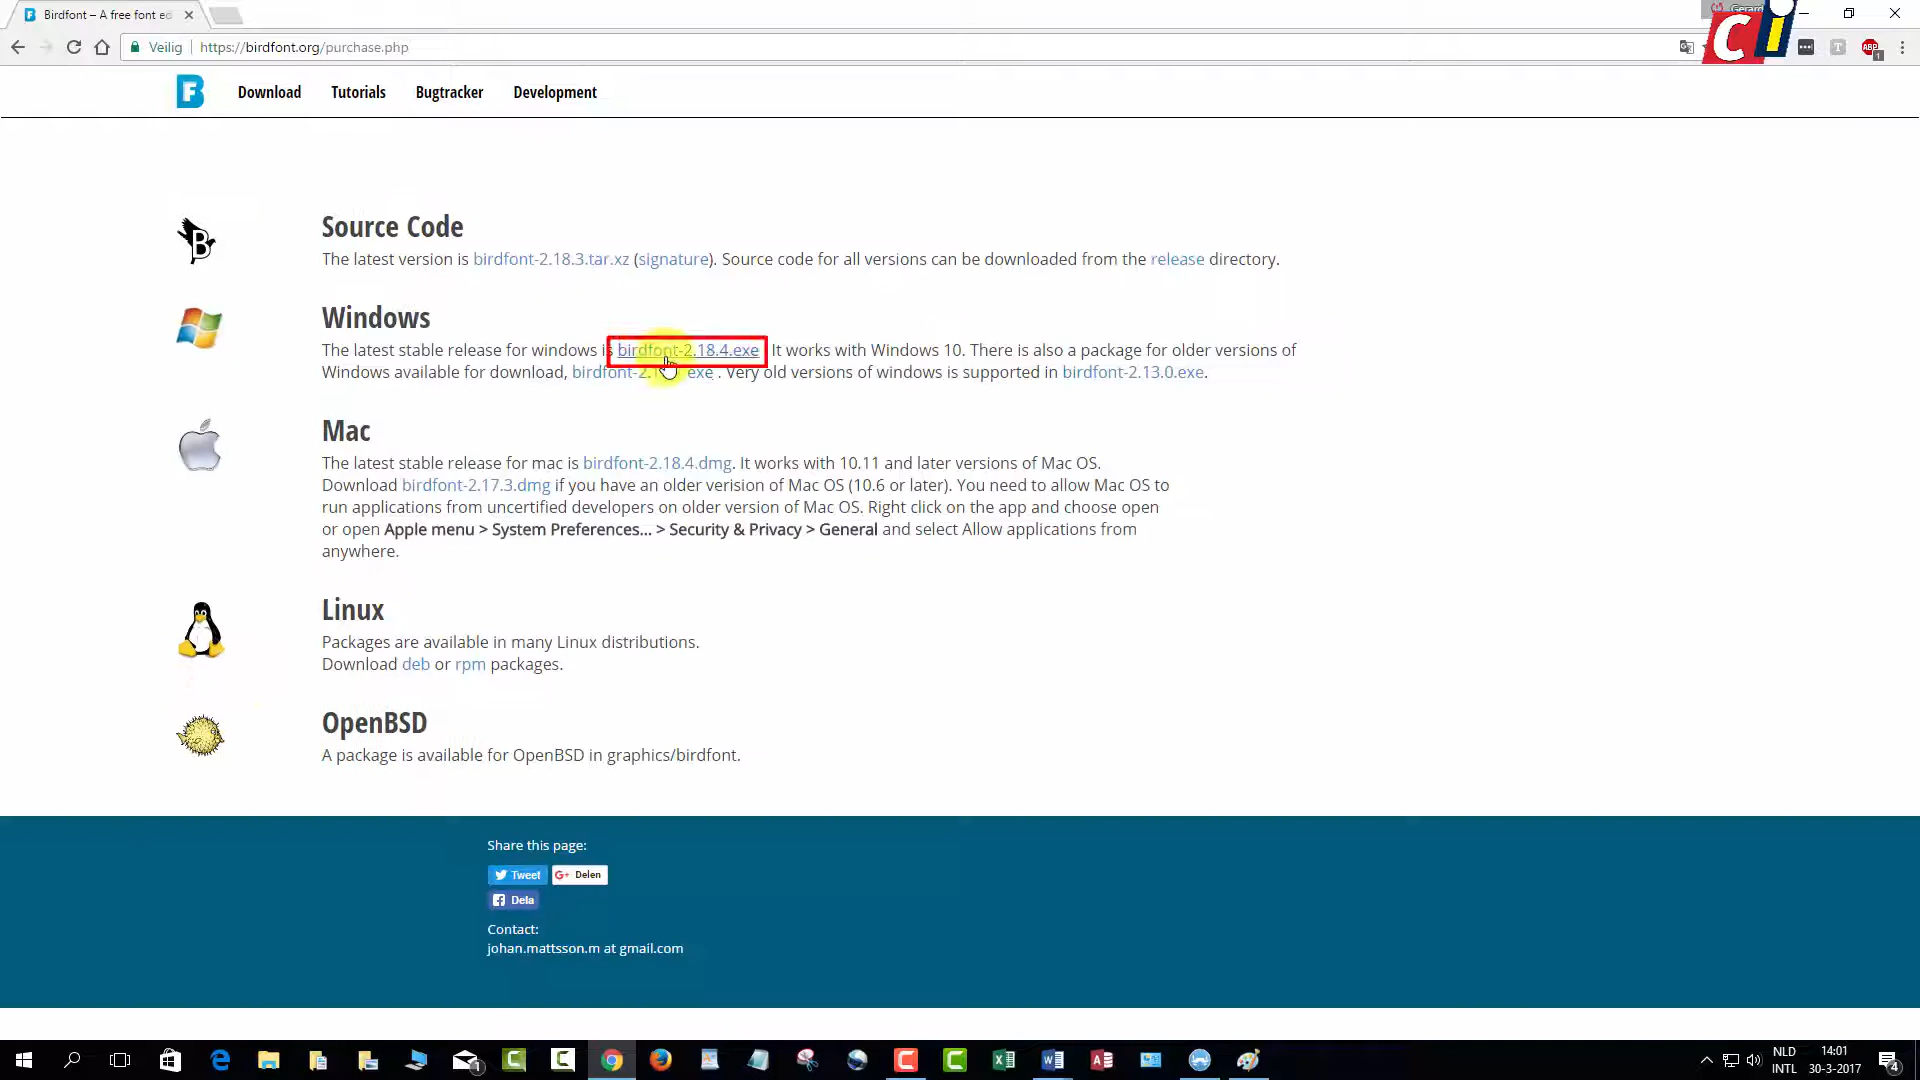 Birdfont – A free font ed
Gerard
Veilig | https://birdfont.org/purchase.php
Ci
ABP
1
T
BF
Download Tutorials Bugtracker Development
B
Source Code
The latest version is birdfont-2.18.3.tar.xz (signature). Source code for all versions can be downloaded from the release directory.
Windows
The latest stable release for windows is birdfont-2.18.4.exe. It works with Windows 10. There is also a package for older versions of
Windows available for download, birdfont-2.1 exe . Very old versions of windows is supported in birdfont-2.13.0.exe.
Mac
The latest stable release for mac is birdfont-2.18.4.dmg. It works with 10.11 and later versions of Mac OS.
Download birdfont-2.17.3.dmg if you have an older verision of Mac OS (10.6 or later). You need to allow Mac OS to
run applications from uncertified developers on older version of Mac OS. Right click on the app and choose open
or open Apple menu > System Preferences... > Security & Privacy > General and select Allow applications from
anywhere.
Linux
Packages are available in many Linux distributions.
Download deb or rpm packages.
OpenBSD
A package is available for OpenBSD in graphics/birdfont.
Share this page:
Tweet
G+ Delen
Dela
Contact:
johan.mattsson.m at gmail.com
NLD
INTL
14:01
30-3-2017
4